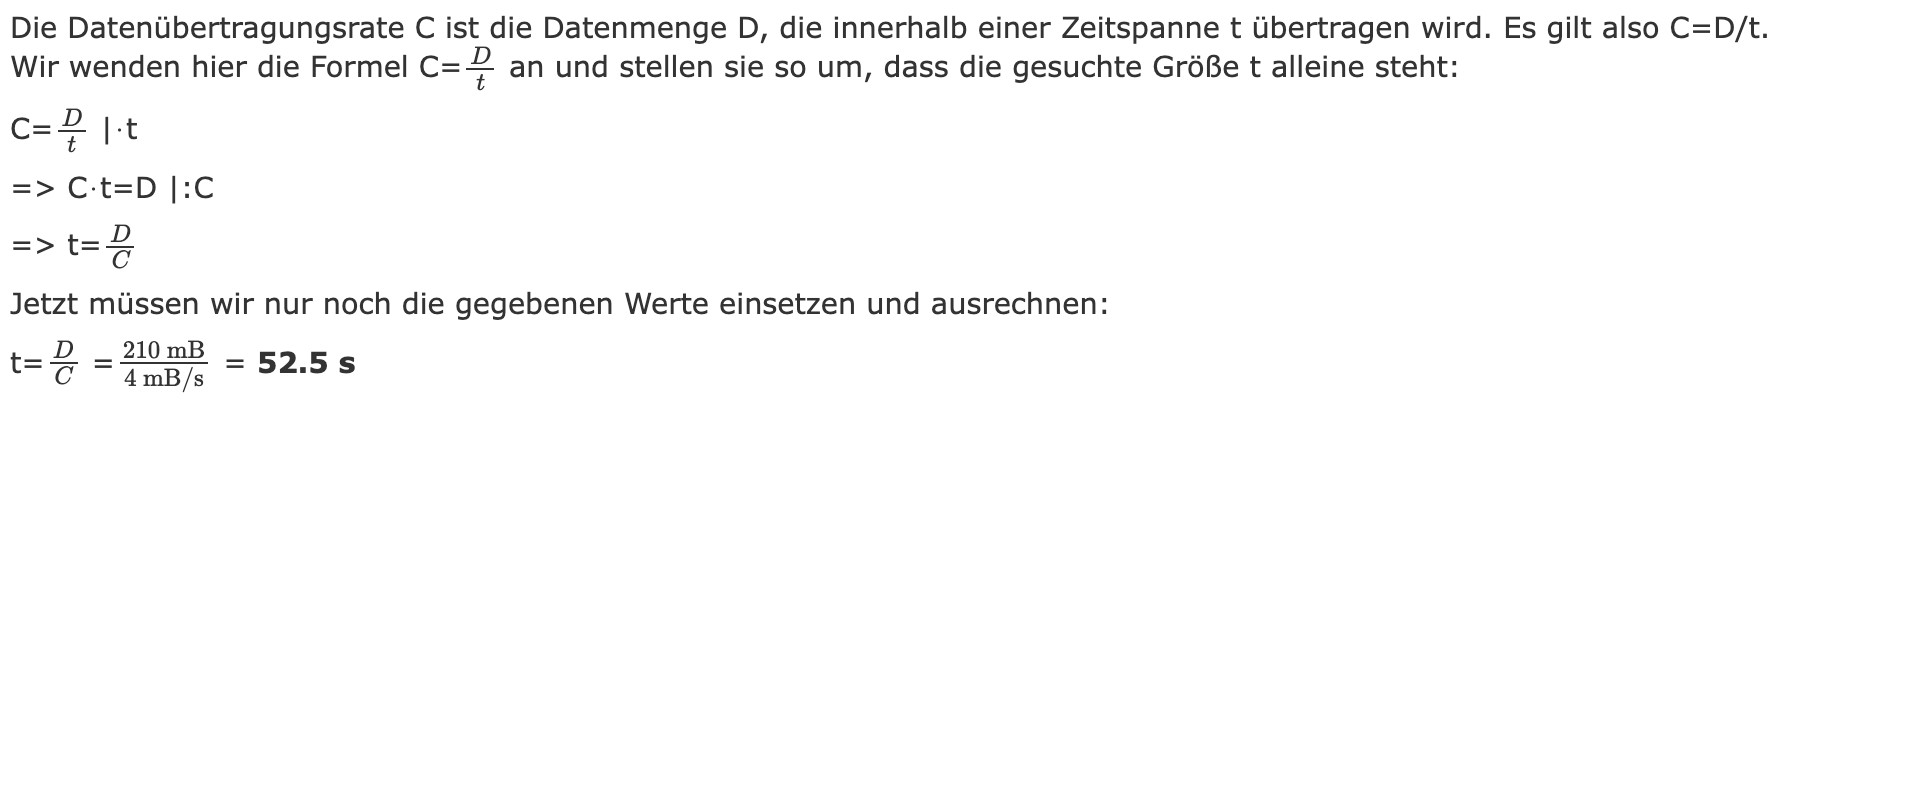 Die Datenübertragungsrate C ist die Datenmenge D, die innerhalb einer Zeitspanne t übertragen wird. Es gilt also C=D/t.
Wir wenden hier die Formel C=\frac{D}{t} an und stellen sie so um, dass die gesuchte Größe t alleine steht:
C=\frac{D}{t} |·t
=> C·t=D |:C
=> t=\frac{D}{C}
Jetzt müssen wir nur noch die gegebenen Werte einsetzen und ausrechnen:
t=\frac{D}{C} = \frac{210 mB}{4 mB/s} = 52.5 s